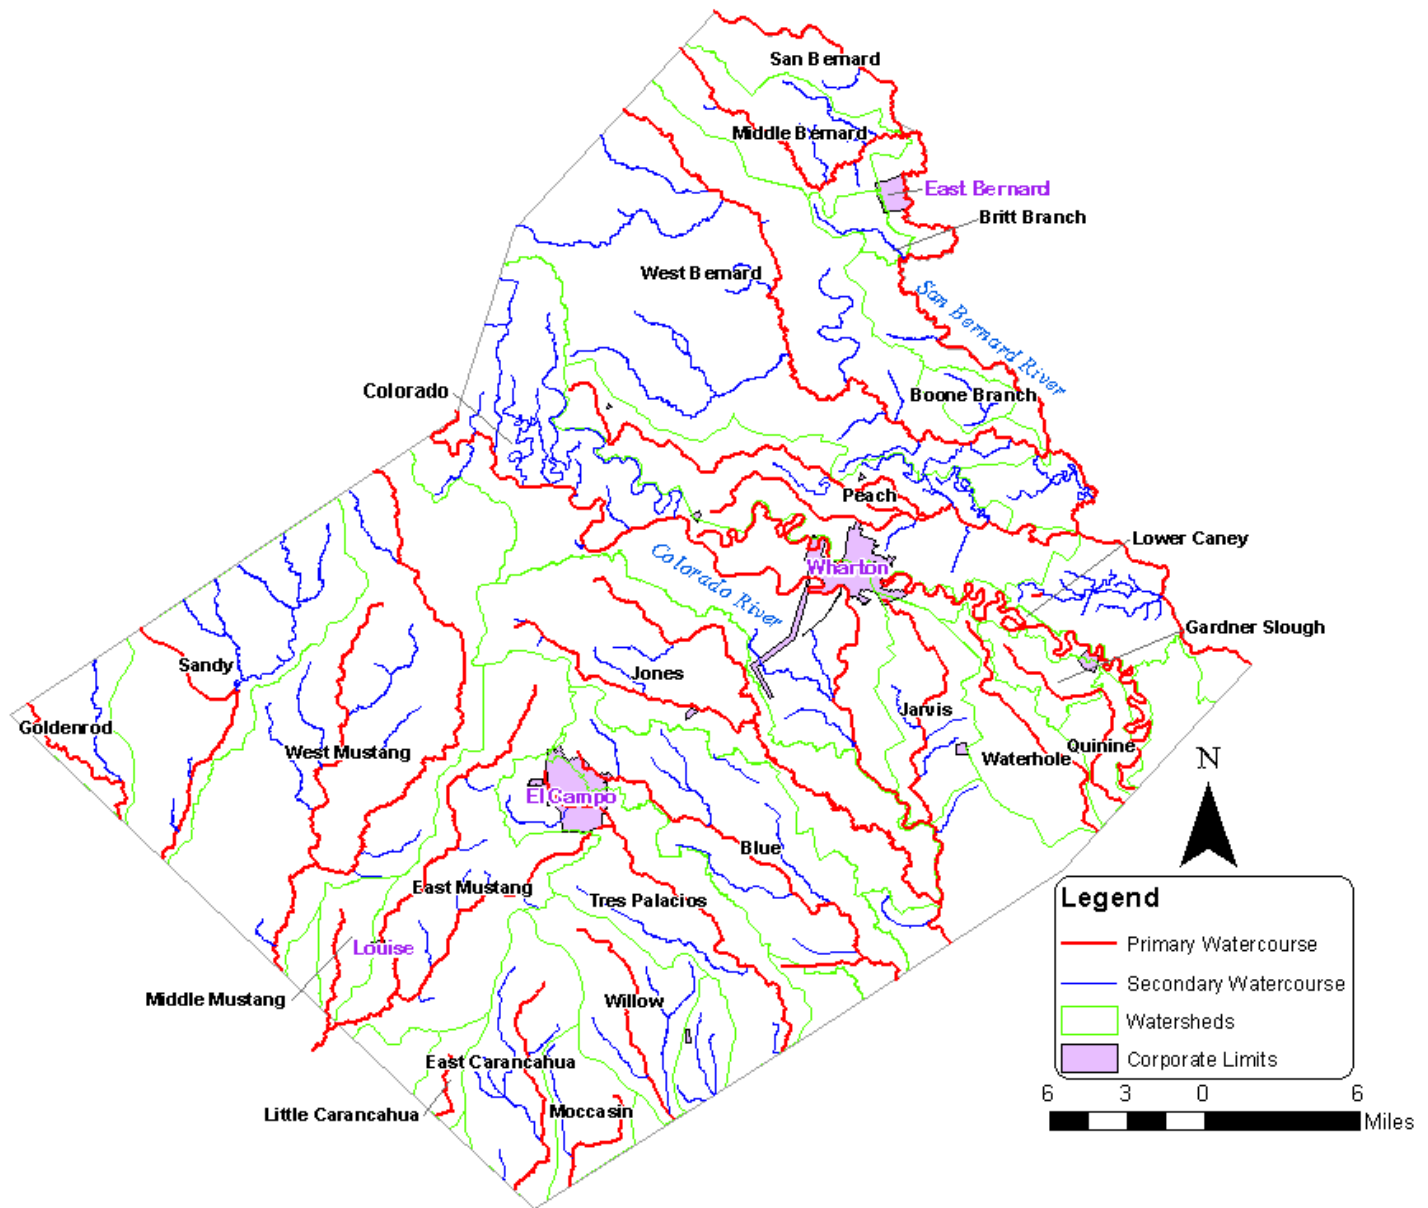 San Bernard
Middle Bernard
East Bernard
Britt Branch
West Bernard
San Bernard River
Colorado
Boone Branch
Peach
Lower Caney
Wharton
Colorado River
Gardner Slough
Sandy
Jones
Goldenrod
Jarvis
West Mustang
Waterhole
Quinine
N
El Campo
Blue
East Mustang
Tres Palacios
Louise
Middle Mustang
Willow
East Carancahua
Little Carancahua
Moccasin
Legend
Primary Watercourse
Secondary Watercourse
Watersheds
Corporate Limits
6 3 0 6
Miles